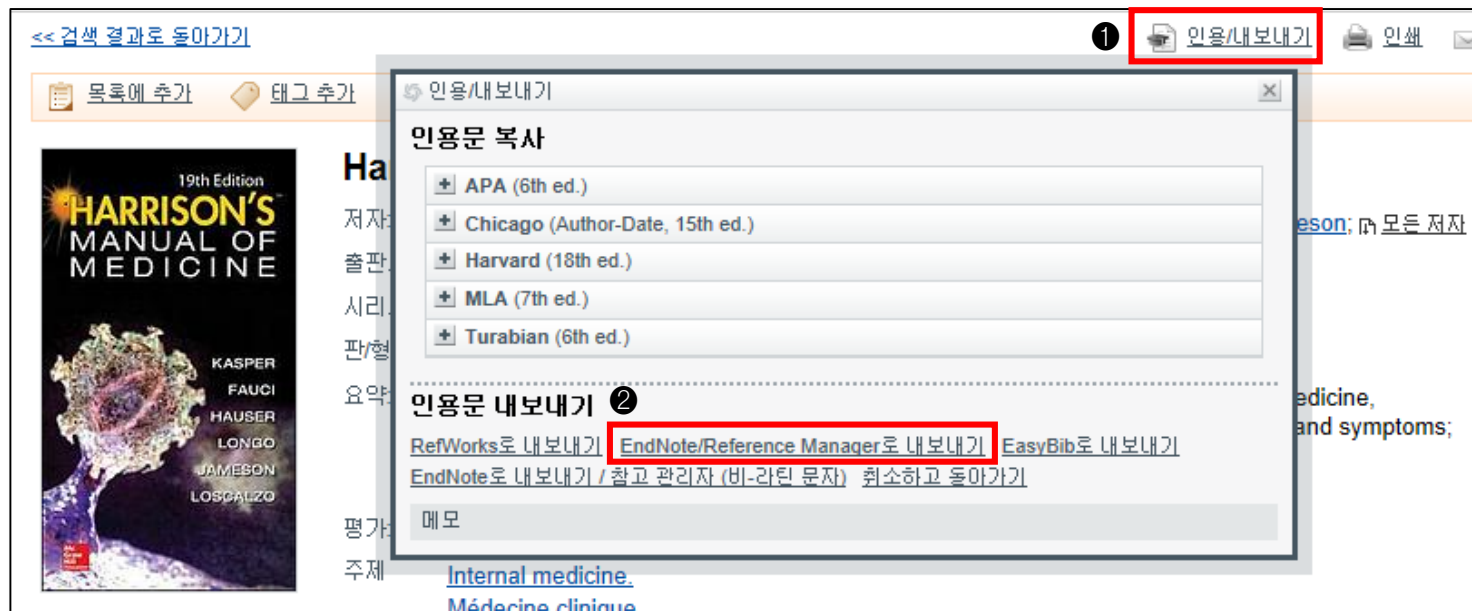 << 검색 결과로 돌아가기
❶ 인용/내보내기 인쇄
목록에 추가 태그 추가
인용/내보내기
인용문 복사
APA (6th ed.)
Chicago (Author-Date, 15th ed.)
Harvard (18th ed.)
MLA (7th ed.)
Turabian (6th ed.)
인용문 내보내기 ❷
RefWorks로 내보내기 EndNote/Reference Manager로 내보내기 EasyBib로 내보내기
EndNote로 내보내기 / 참고 관리자 (비-라틴 문자) 취소하고 돌아가기
메모
19th Edition
HARRISON'S
MANUAL OF
MEDICINE
KASPER
FAUCI
HAUSER
LONGO
JAMESON
LOSCALZO
Mc
Graw
Hill
Ha
저자:
eson; 모든 저자
출판
시리
판/형
요약:
edicine,
and symptoms;
평가:
주제
Internal medicine.
Médecine clinique